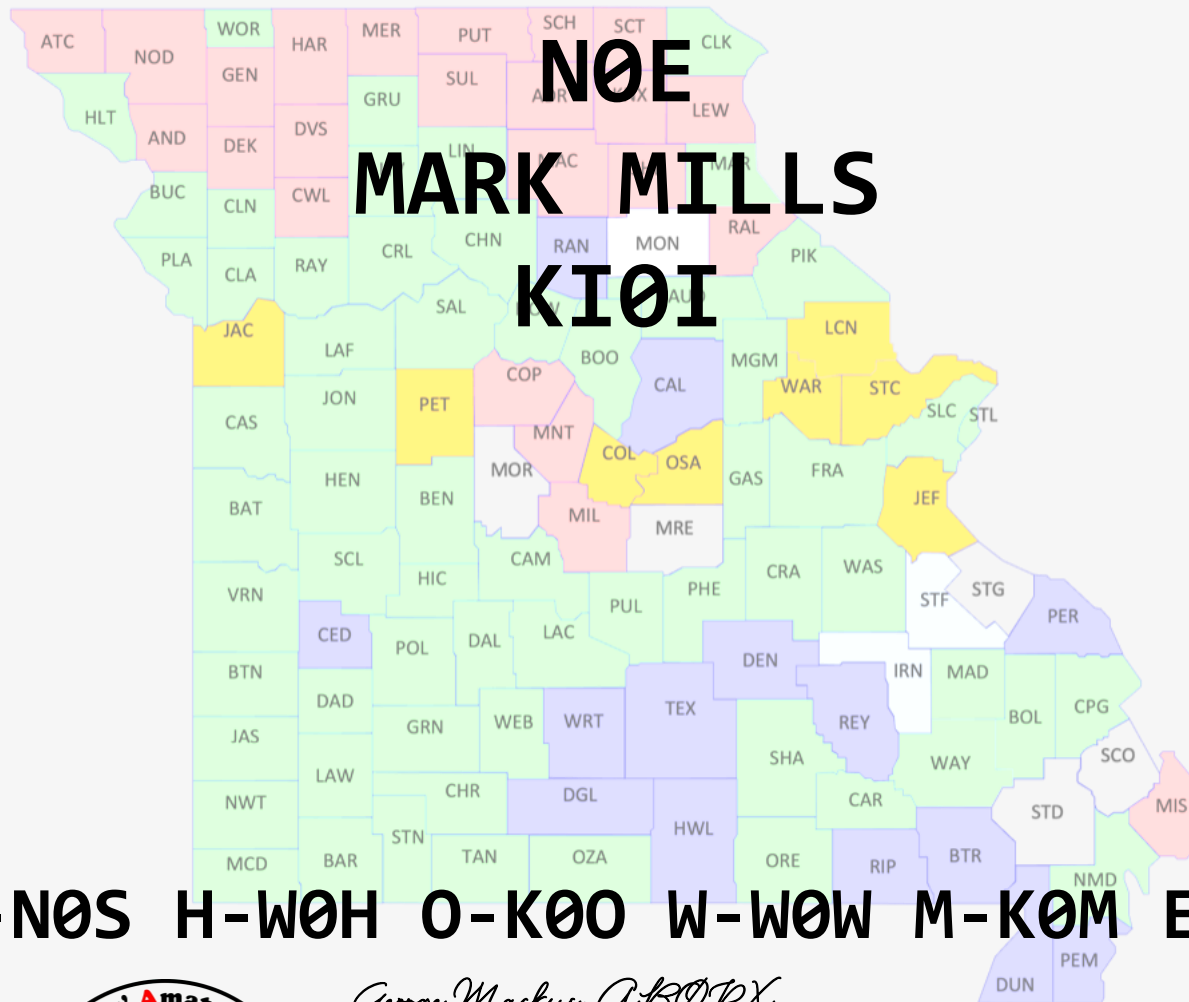 ATC NOD WOR HAR MER PUT SCH SCT CLK
GEN SUL GRU
N0E
HLT AND DEK DVS LIN LEW
MARK MILLS
BUC CLN CWL MAC MAR
PLA CLA RAY CRL CHN RAN MON RAL PIK
KI0I
JAC LAF SAL AUD LCN
BOO MGM
CAS JON PET COP CAL WAR STC SLC STL
MNT COL OSA
BAT HEN BEN MOR GAS FRA JEF
MIL MRE
VRN SCL HIC CAM PHE CRA WAS STF STG
CED POL DAL LAC PUL DEN PER
BTN DAD TEX IRN MAD
JAS GRN WEB WRT REY BOL CPG
LAW SHA WAY SCO
NWT CHR DGL CAR STD MIS
STN HWL
MCD BAR TAN OZA ORE RIP BTR NMD
-N0S H-W0H O-K0O W-W0W M-K0M E
DUN PEM